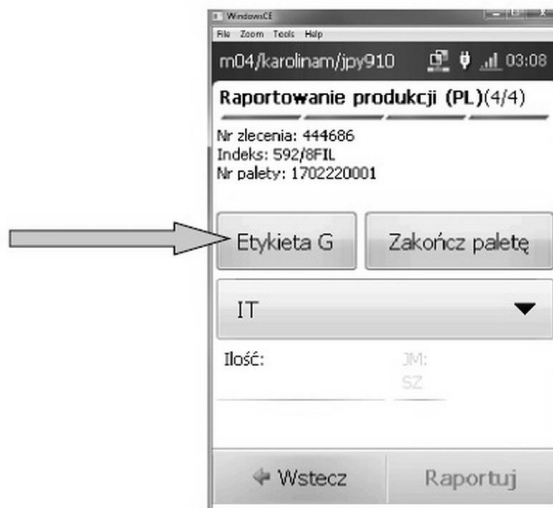 WindowsCE
File Zoom Tools Help
m04/karolinam/jpy910 03:08
Raportowanie produkcji (PL)(4/4)
Nr zlecenia: 444686
Indeks: 592/8FIL
Nr palety: 1702220001
Etykieta G Zakończ paletę
IT
Ilość: JM:
SZ
Wstecz Raportuj